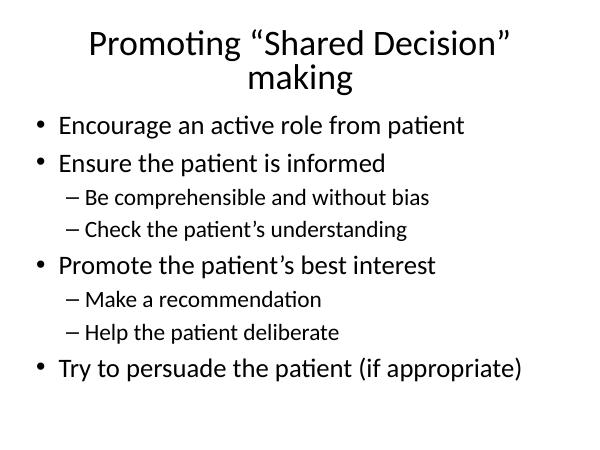 Promoting “Shared Decision”
making
• Encourage an active role from patient
• Ensure the patient is informed
– Be comprehensible and without bias
– Check the patient’s understanding
• Promote the patient’s best interest
– Make a recommendation
– Help the patient deliberate
• Try to persuade the patient (if appropriate)